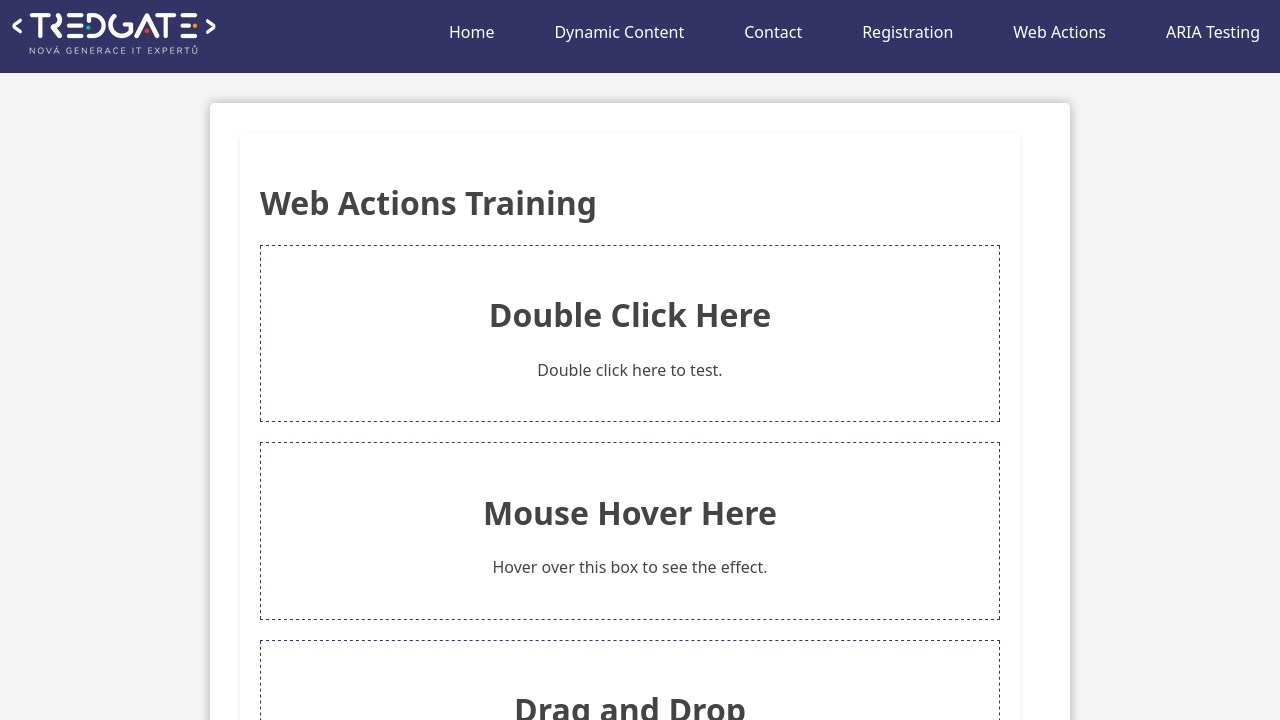 TREDGATE
NOVÁ GENERACE IT EXPERTŮ
Home
Dynamic Content
Contact
Registration
Web Actions
ARIA Testing
Web Actions Training
Double Click Here
Double click here to test.
Mouse Hover Here
Hover over this box to see the effect.
Drag and Drop